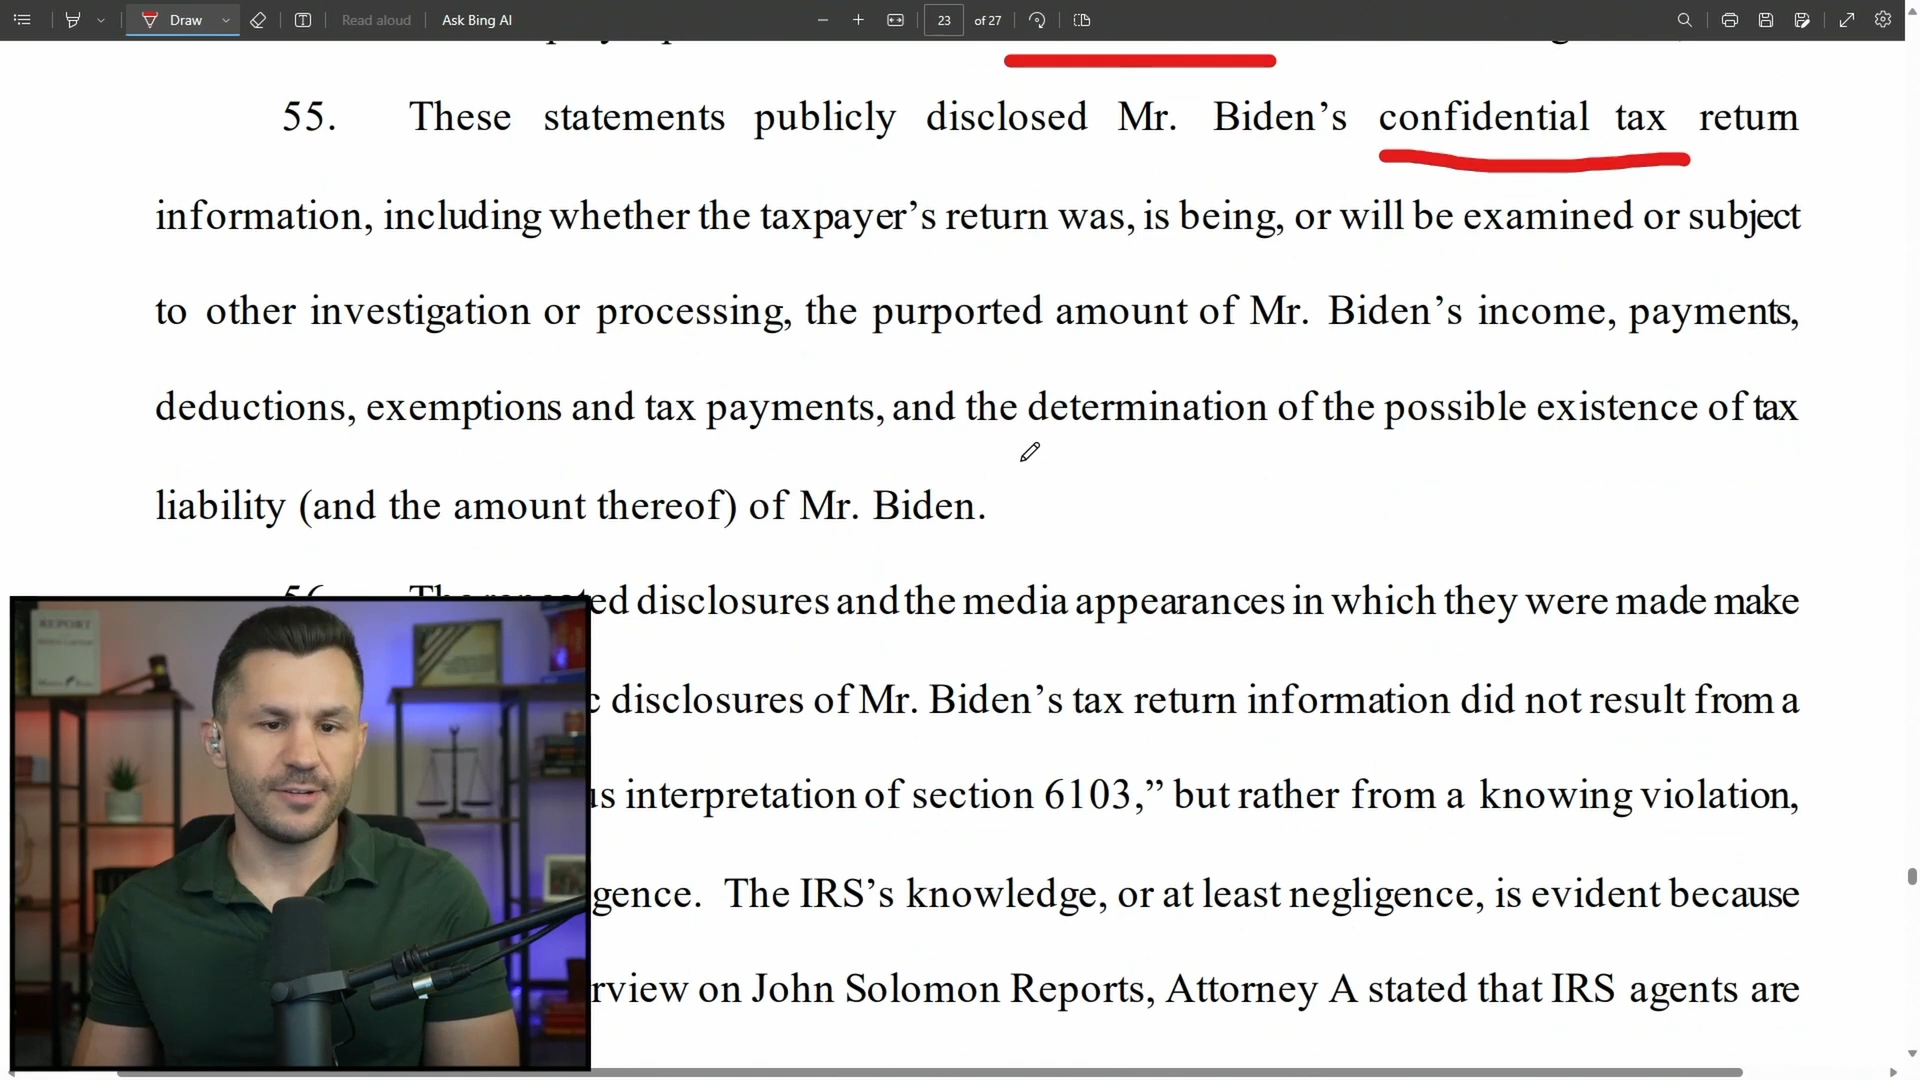 Draw
Read aloud
Ask Bing AI
23 of 27
55. These statements publicly disclosed Mr. Biden’s confidential tax return
information, including whether the taxpayer’s return was, is being, or will be examined or subject
to other investigation or processing, the purported amount of Mr. Biden’s income, payments,
deductions, exemptions and tax payments, and the determination of the possible existence of tax
liability (and the amount thereof) of Mr. Biden.
disclosures and the media appearances in which they were made make
disclosures of Mr. Biden’s tax return information did not result from a
interpretation of section 6103,” but rather from a knowing violation,
gence. The IRS’s knowledge, or at least negligence, is evident because
rview on John Solomon Reports, Attorney A stated that IRS agents are
REPORT